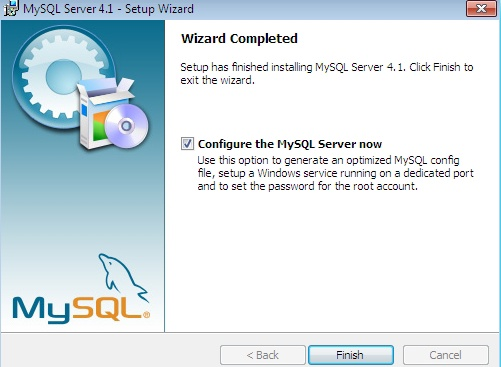 MySQL Server 4.1 - Setup Wizard
Wizard Completed
Setup has finished installing MySQL Server 4.1. Click Finish to
exit the wizard.
Configure the MySQL Server now
Use this option to generate an optimized MySQL config
file, setup a Windows service running on a dedicated port
and to set the password for the root account.
MySQL®
< Back
Finish
Cancel